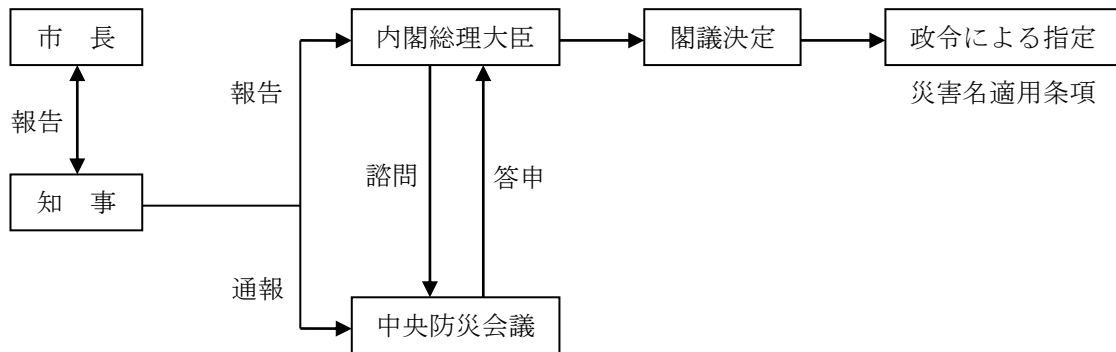 市　長
内閣総理大臣
閣議決定
政令による指定
災害名適用条項
報告
報告
諮問
答申
知　事
通報
中央防災会議